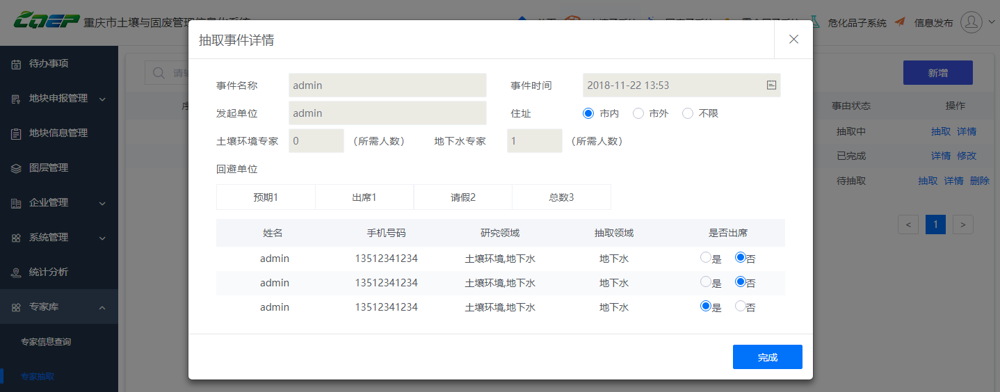 CQEP 重庆市土壤与固废管理信息化系统
危化品子系统
信息发布
待办事项
地块申报管理
地块信息管理
图层管理
企业管理
系统管理
统计分析
专家库
专家信息查询
专家抽取
新增
事由状态 操作
抽取中 抽取 详情
已完成 详情 修改
待抽取 抽取 详情 删除
< 1 >
抽取事件详情
事件名称 admin 事件时间 2018-11-22 13:53
发起单位 admin 住址 市内 市外 不限
土壤环境专家 0 （所需人数） 地下水专家 1 （所需人数）
回避单位
预期1 出席1 请假2 总数3
姓名 手机号码 研究领域 抽取领域 是否出席
admin 13512341234 土壤环境,地下水 地下水 是 否
admin 13512341234 土壤环境,地下水 地下水 是 否
admin 13512341234 土壤环境,地下水 地下水 是 否
完成